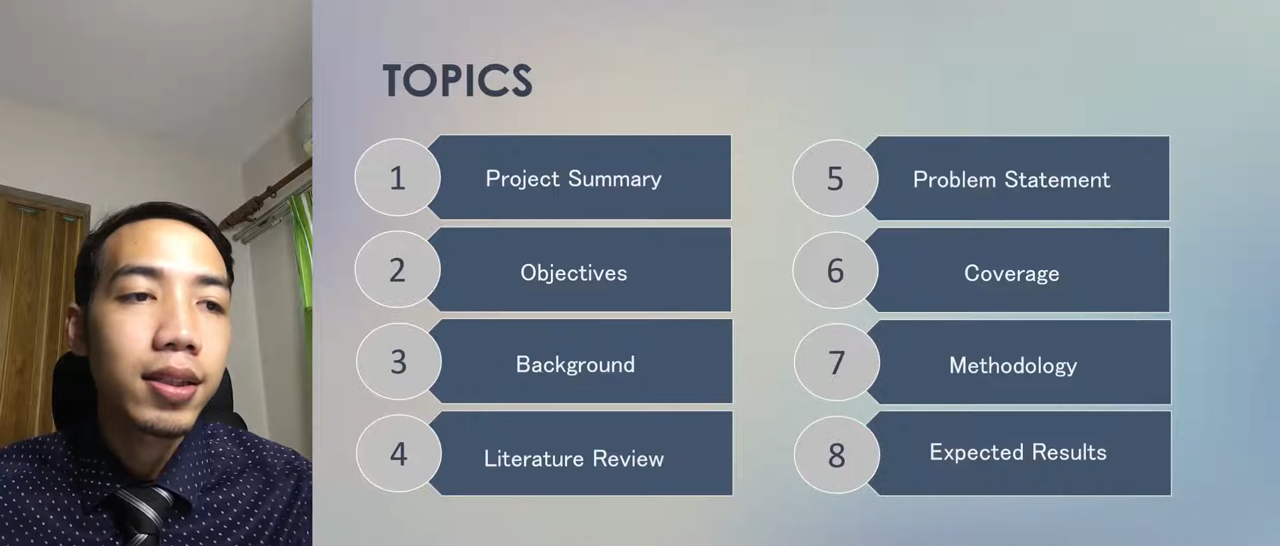 TOPICS
1
Project Summary
2
Objectives
3
Background
4
Literature Review
5
Problem Statement
6
Coverage
7
Methodology
8
Expected Results